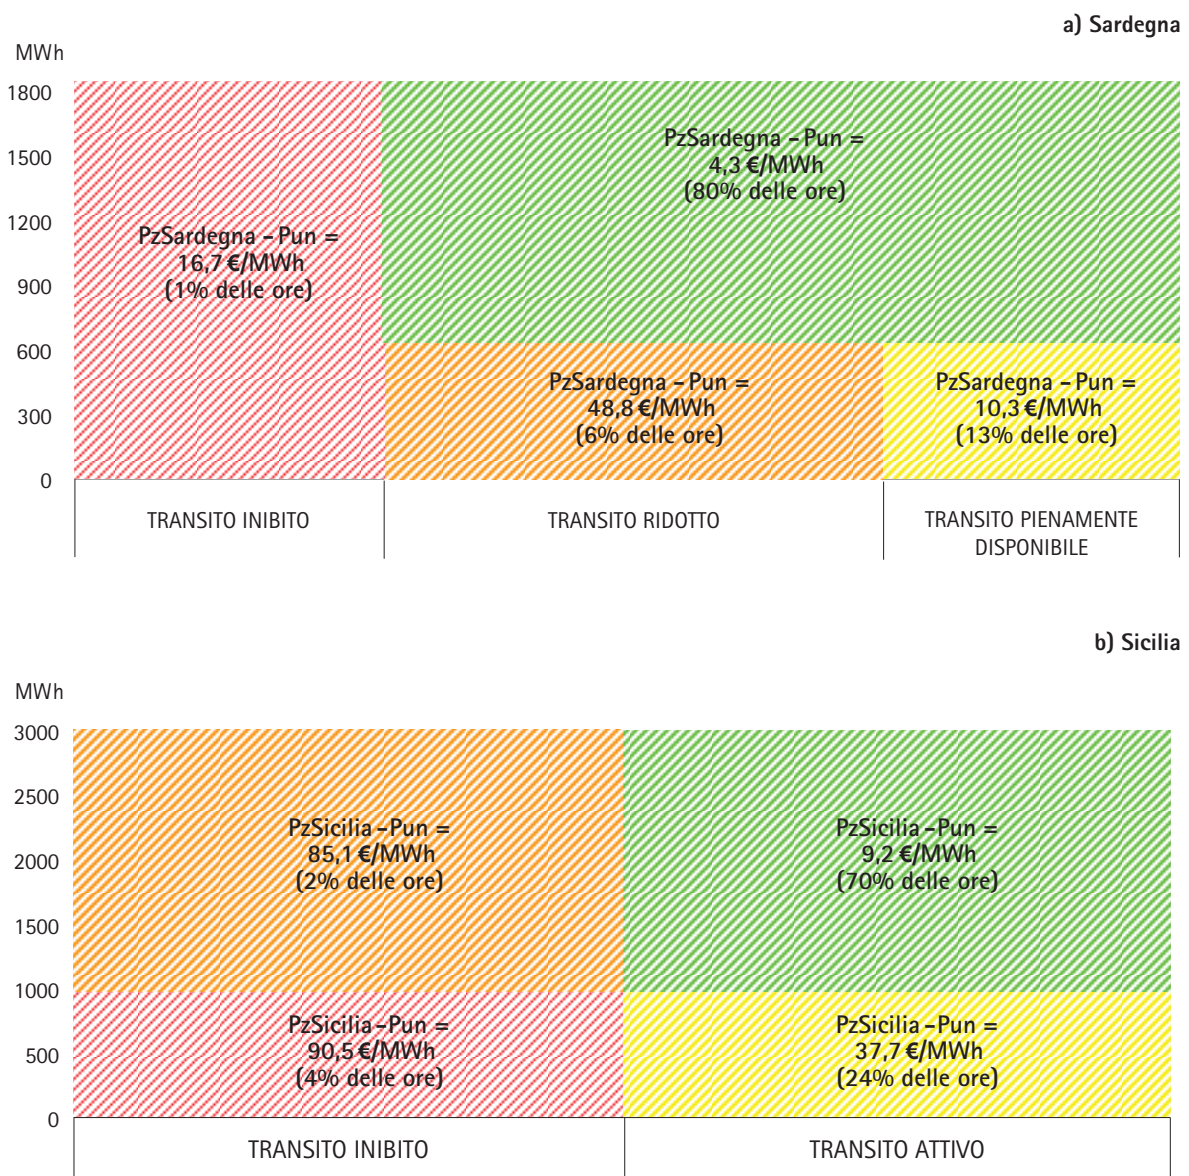 a) Sardegna
MWh
1800
1500
1200
900
600
300
0
PzSardegna – Pun =
16,7 €/MWh
(1% delle ore)
PzSardegna – Pun =
4,3 €/MWh
(80% delle ore)
PzSardegna – Pun =
48,8 €/MWh
(6% delle ore)
PzSardegna – Pun =
10,3 €/MWh
(13% delle ore)
TRANSITO INIBITO
TRANSITO RIDOTTO
TRANSITO PIENAMENTE
DISPONIBILE
b) Sicilia
MWh
3000
2500
2000
1500
1000
500
0
PzSicilia – Pun =
85,1 €/MWh
(2% delle ore)
PzSicilia – Pun =
9,2 €/MWh
(70% delle ore)
PzSicilia – Pun =
90,5 €/MWh
(4% delle ore)
PzSicilia – Pun =
37,7 €/MWh
(24% delle ore)
TRANSITO INIBITO
TRANSITO ATTIVO